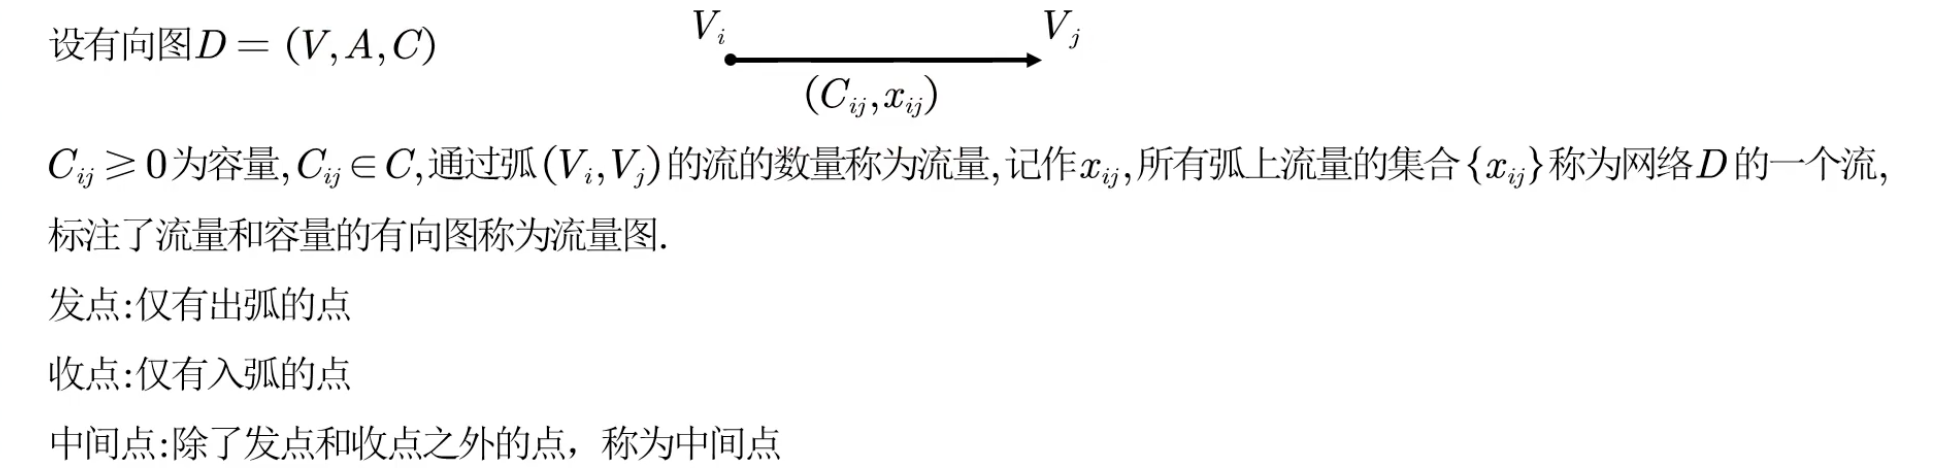 设有向图D = (V, A, C)
V_i V_j
(C_{ij}, x_{ij})
C_{ij} ⩾ 0为容量,C_{ij} ∈ C,通过弧(V_i,V_j)的流的数量称为流量,记作x_{ij},所有弧上流量的集合{x_{ij}}称为网络D的一个流,
标注了流量和容量的有向图称为流量图.
发点:仅有出弧的点
收点:仅有入弧的点
中间点:除了发点和收点之外的点，称为中间点